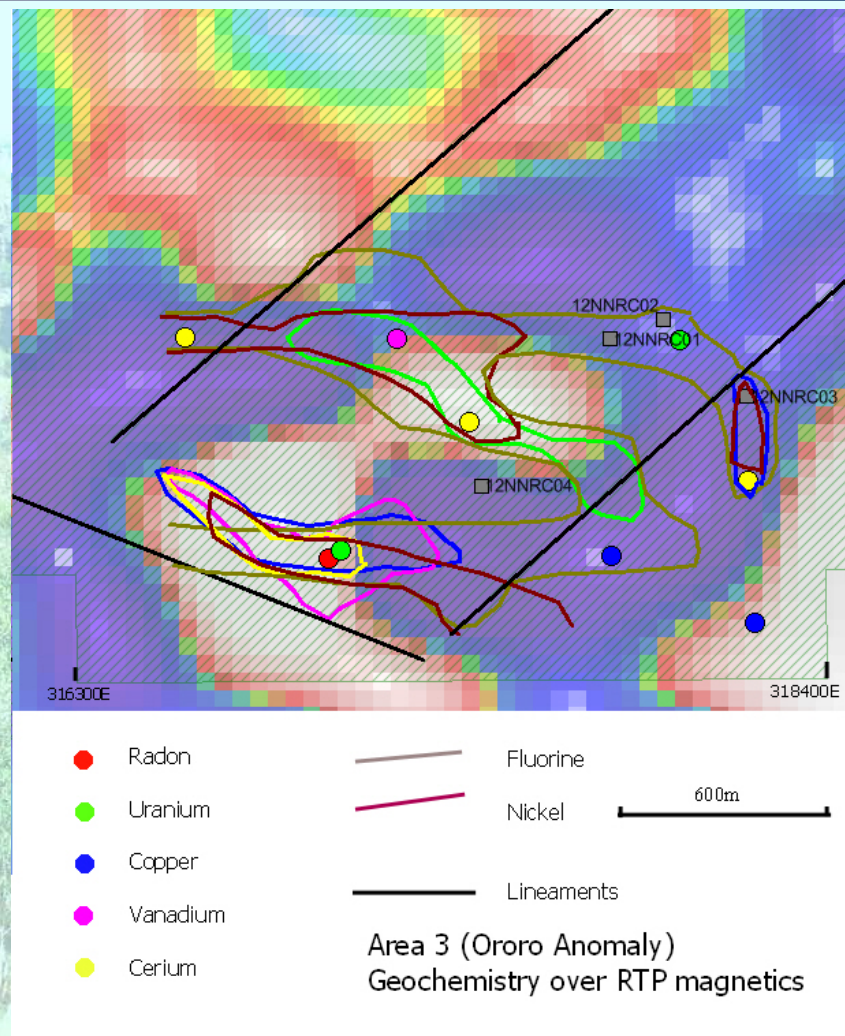 12NNRC02
12NNRC01
12NNRC03
12NNRC04
316300E
318400E
Radon
Fluorine
Uranium
Nickel
600m
Copper
Lineaments
Vanadium
Cerium
Area 3 (Ororo Anomaly)
Geochemistry over RTP magnetics